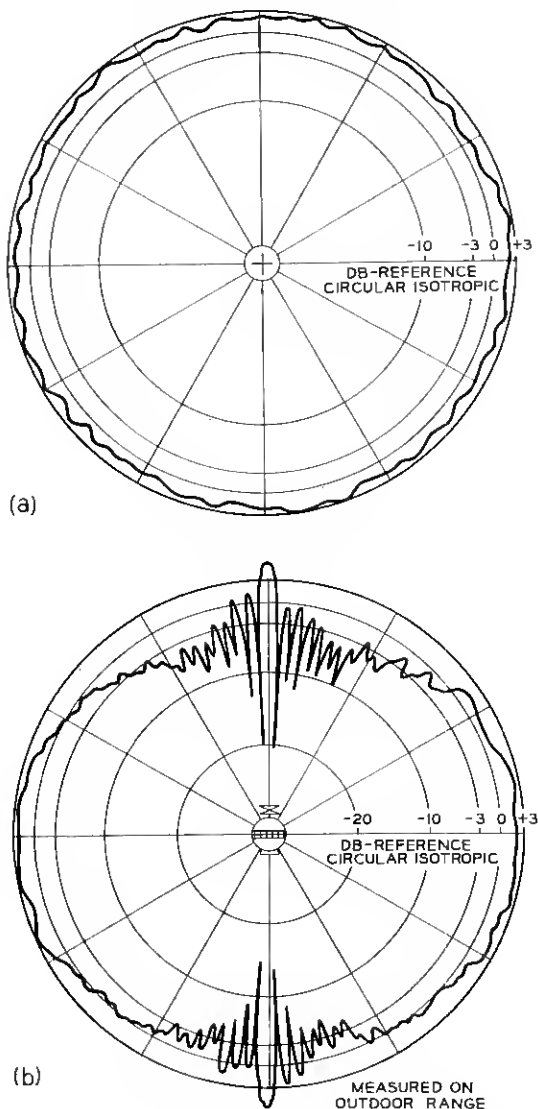 -10 -3 0 +3
DB-REFERENCE
CIRCULAR ISOTROPIC
(a)
-20 -10 -3 0 +3
DB-REFERENCE
CIRCULAR ISOTROPIC
(b)
MEASURED ON
OUTDOOR RANGE